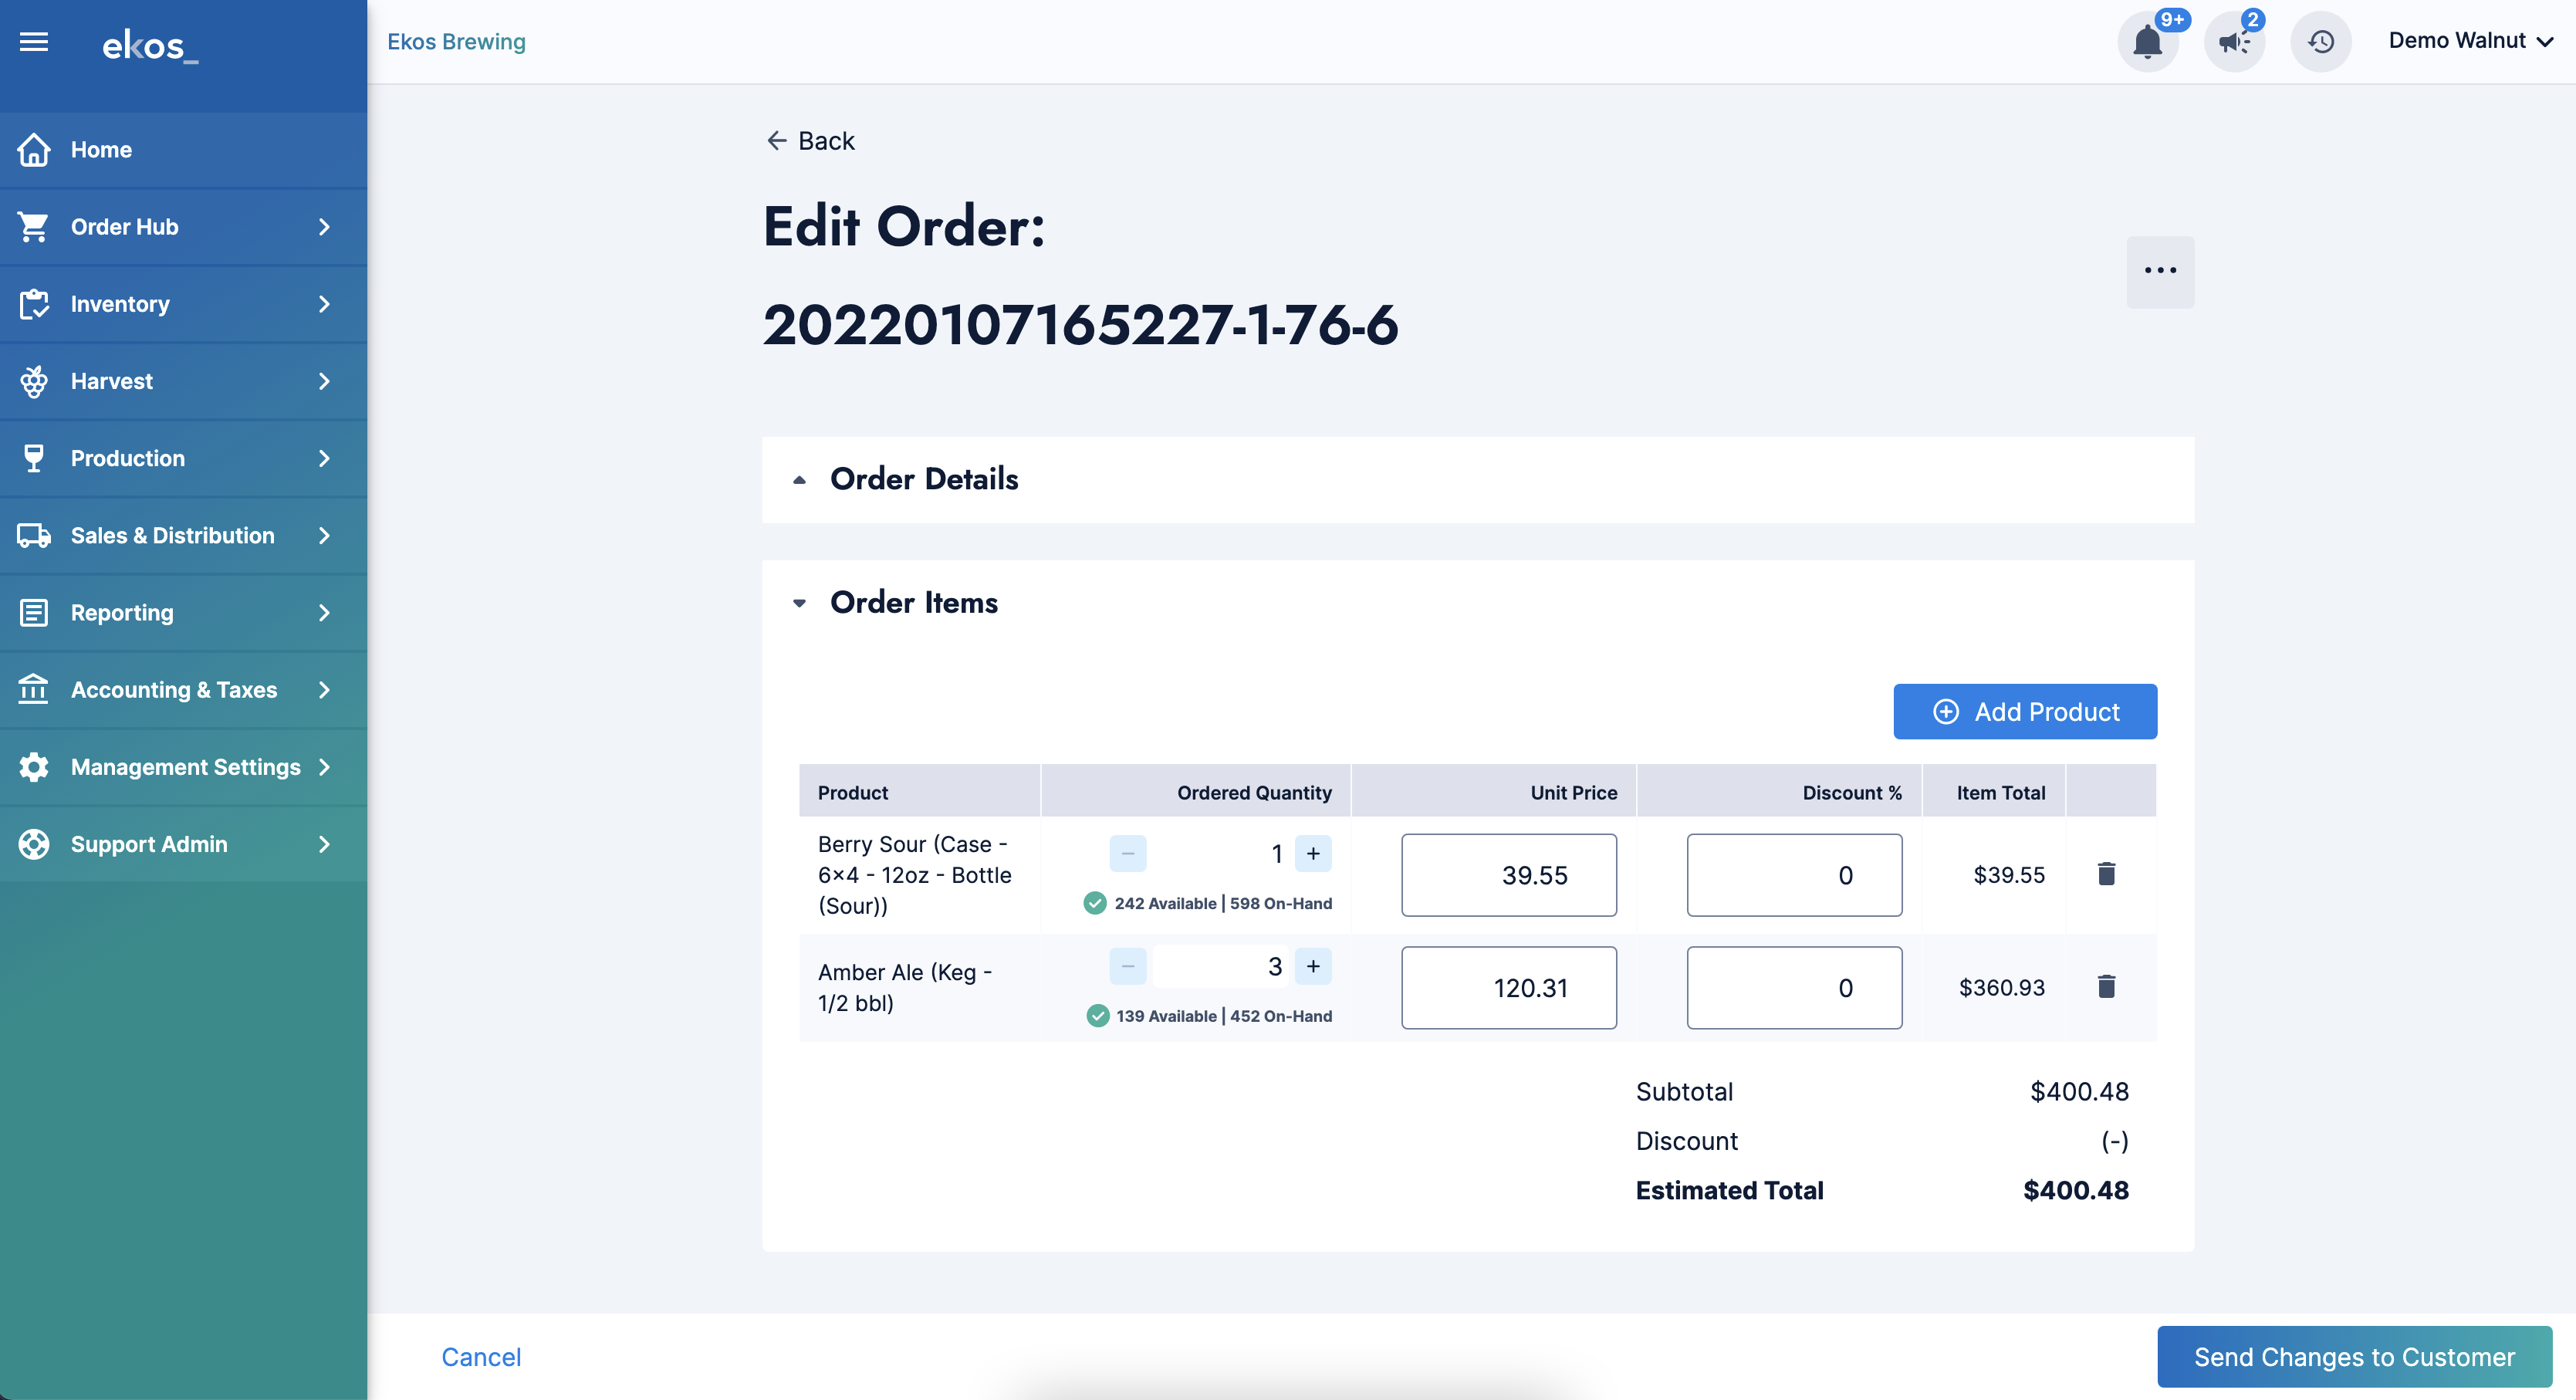 ekos_
Ekos Brewing
9+
2
Demo Walnut
Home
Order Hub
Inventory
Harvest
Production
Sales & Distribution
Reporting
Accounting & Taxes
Management Settings
Support Admin
Back
Edit Order:
20220107165227-1-76-6
Order Details
Order Items
Add Product
Product Ordered Quantity Unit Price Discount % Item Total
Berry Sour (Case -
6x4 - 12oz - Bottle
(Sour))
− 1 +
242 Available | 598 On-Hand
39.55
0
$39.55
Amber Ale (Keg -
1/2 bbl)
− 3 +
139 Available | 452 On-Hand
120.31
0
$360.93
Subtotal $400.48
Discount (-)
Estimated Total $400.48
Cancel
Send Changes to Customer